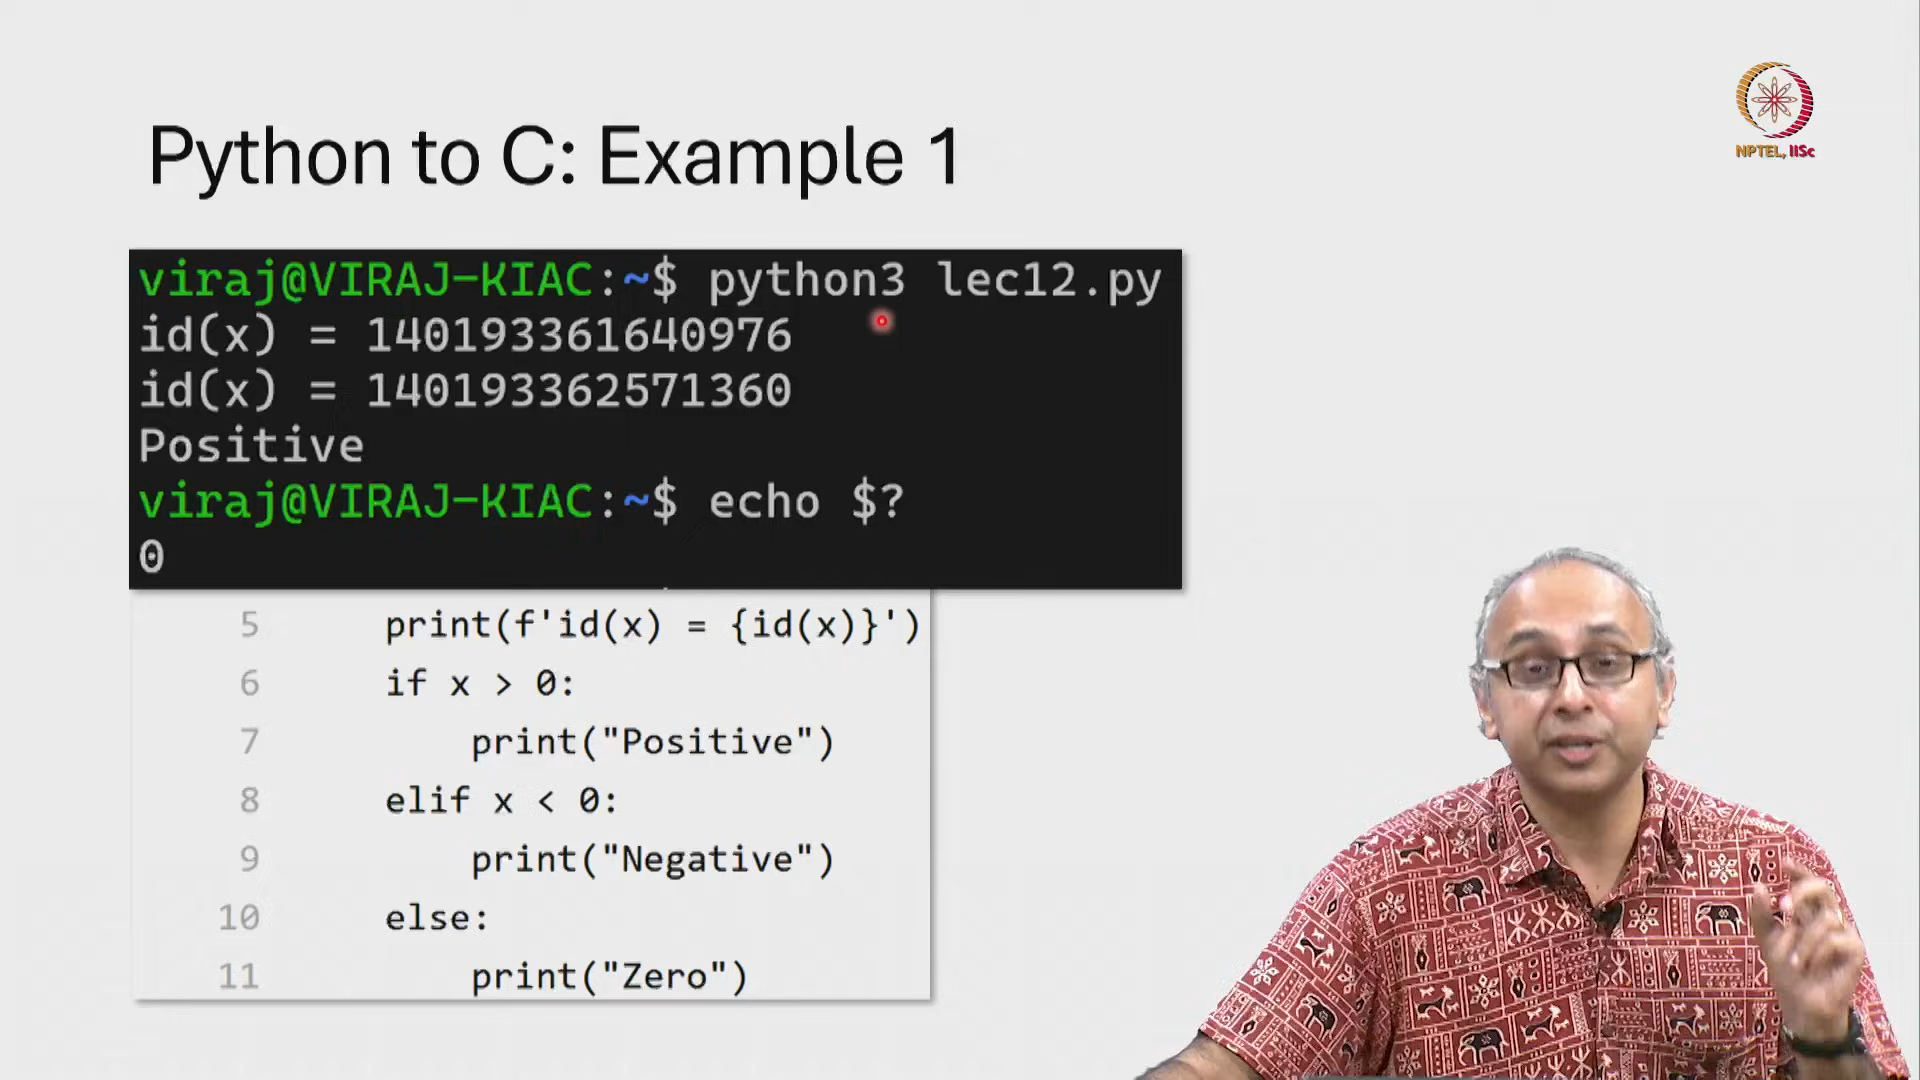 Python to C: Example 1
NPTEL, IISc
viraj@VIRAJ-KIAC:~$ python3 lec12.py
id(x) = 140193361640976
id(x) = 140193362571360
Positive
viraj@VIRAJ-KIAC:~$ echo $?
0
5 print(f'id(x) = {id(x)}')
6 if x > 0:
7 print("Positive")
8 elif x < 0:
9 print("Negative")
10 else:
11 print("Zero")